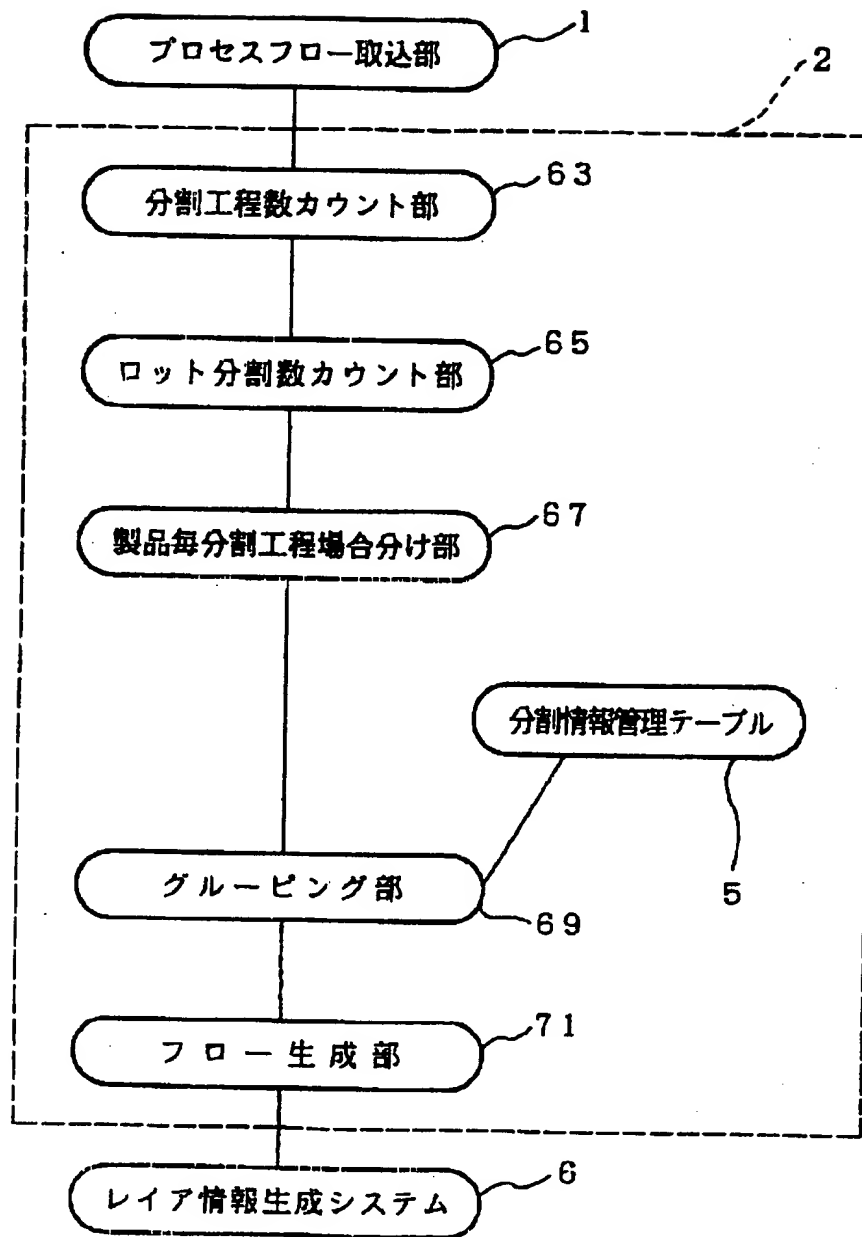 プロセスフロー取込部
1
2
分割工程数カウント部
63
ロット分割数カウント部
65
製品毎分割工程場合分け部
67
分割情報管理テーブル
5
グルーピング部
69
フロー生成部
71
レイア情報生成システム
6